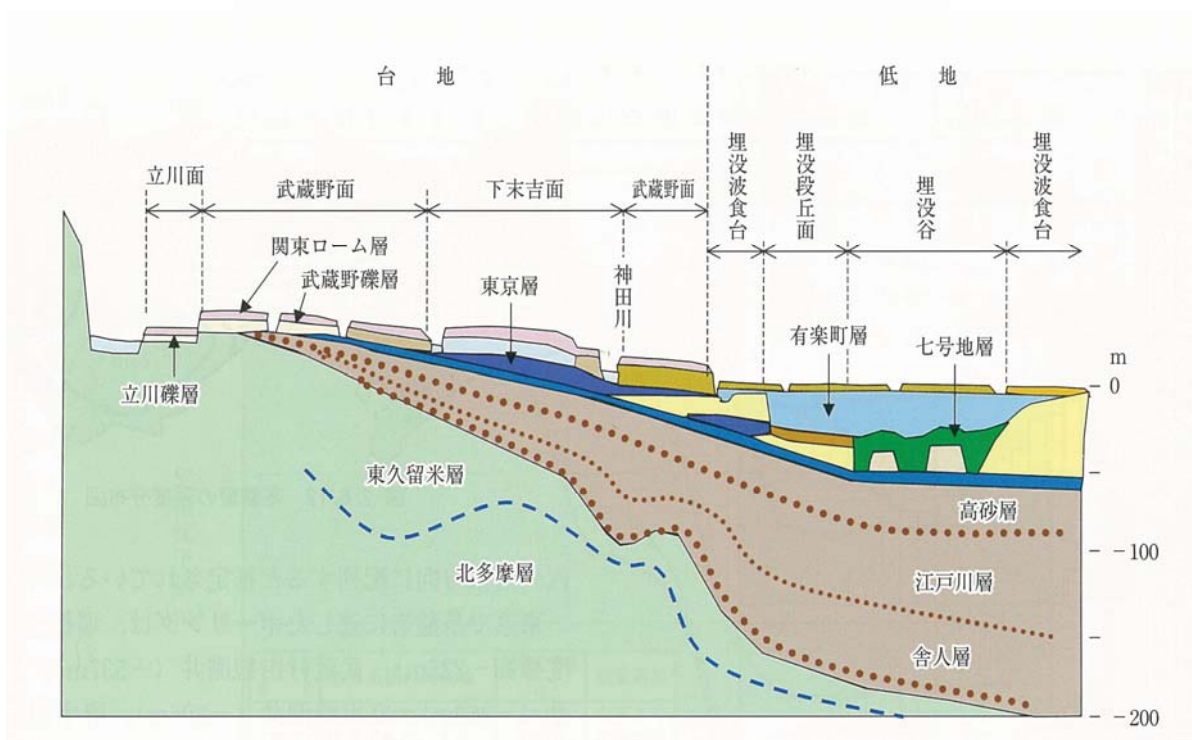 台地
低地
立川面
武蔵野面
下末吉面
武蔵野面
埋没波食台
埋没段丘面
埋没谷
埋没波食台
関東ローム層
武蔵野礫層
東京層
神田川
有楽町層
七号地層
立川礫層
m
0
東久留米層
高砂層
北多摩層
-100
江戸川層
舎人層
-200